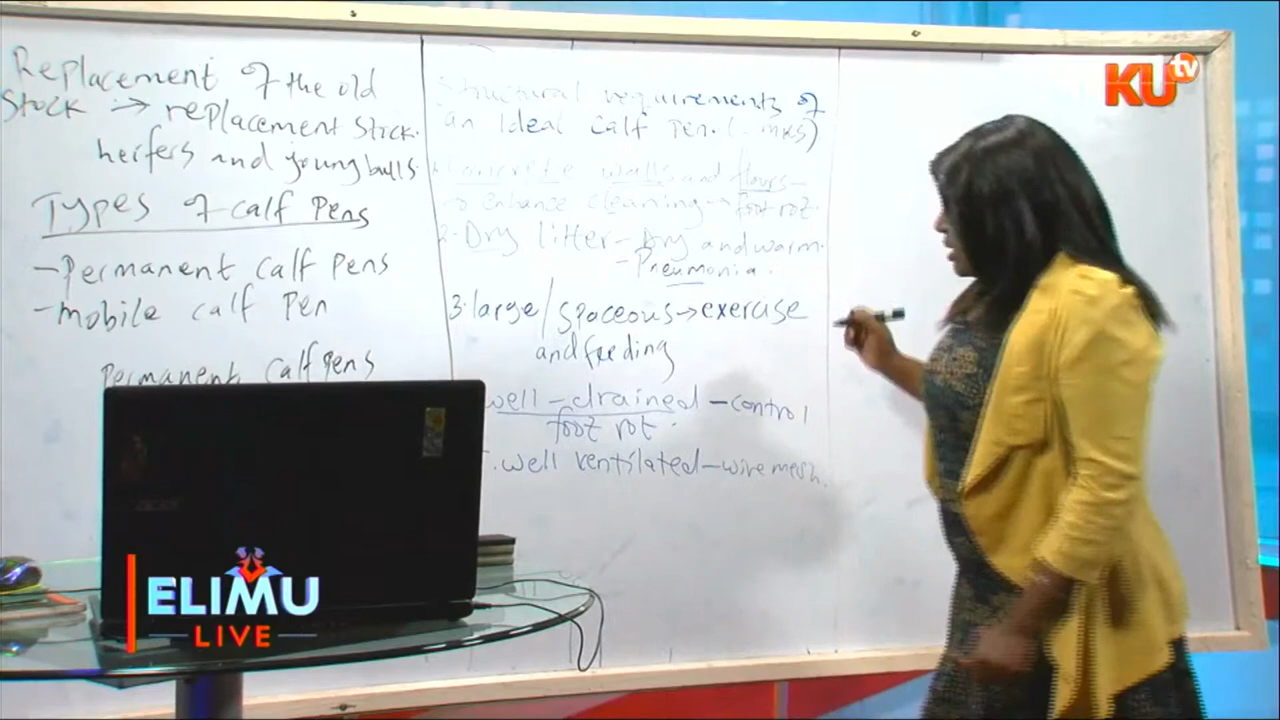 Replacement of the old
Stock → replacement stock.
heifers and young bulls.
Types of calf pens
- Permanent calf pens
- mobile calf pen
Permanent calf pens
Structural requirements of
an ideal calf pen. ( mks)
Concrete walls and floors -
enhance cleaning → foot rot.
2. Dry litter - Dry and warm.
- Pneumonia.
3. large/spaceous → exercise
and feeding
well - drained - control
foot rot.
well ventilated - wire mesh.
KU tv
ELIMU
LIVE